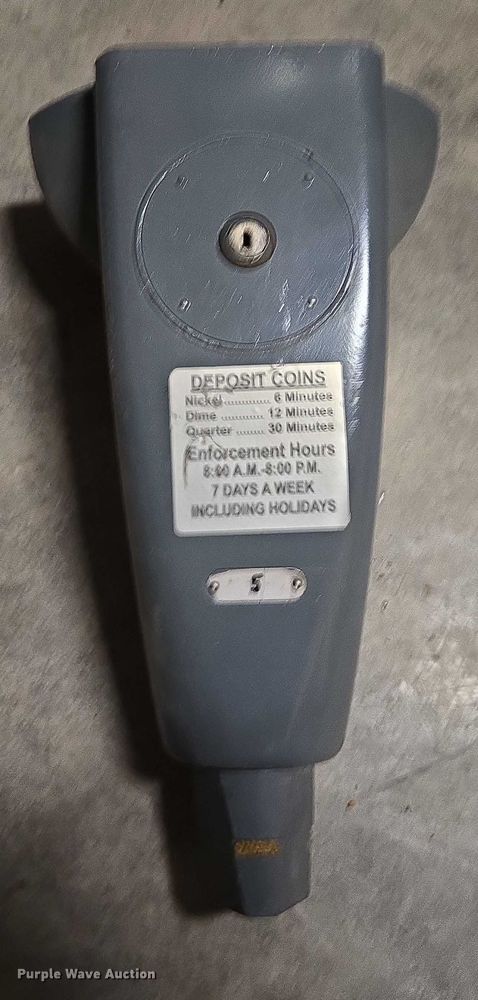 DEPOSIT COINS
Nickel ............ 6 Minutes
Dime ........... 12 Minutes
Quarter ....... 30 Minutes
Enforcement Hours
8:00 A.M.-8:00 P.M.
7 DAYS A WEEK
INCLUDING HOLIDAYS
5
Purple Wave Auction